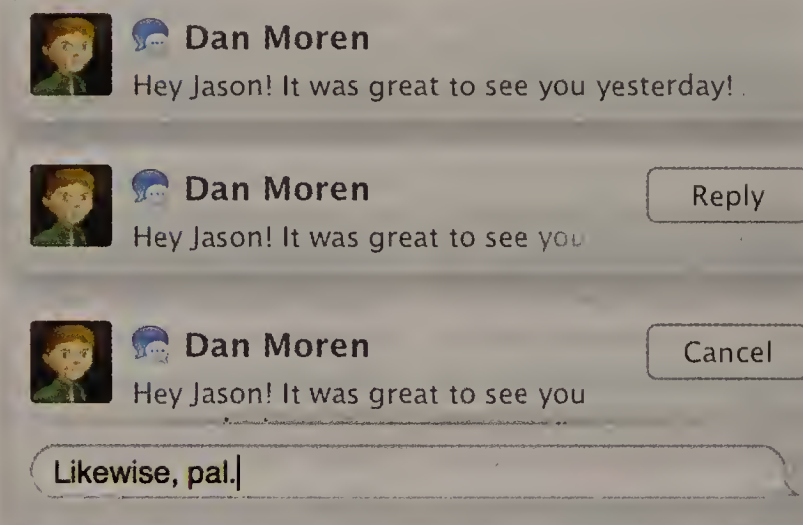 Dan Moren
Hey Jason! It was great to see you yesterday!
Dan Moren
Reply
Hey Jason! It was great to see you
Dan Moren
Cancel
Hey Jason! It was great to see you
Likewise, pal.